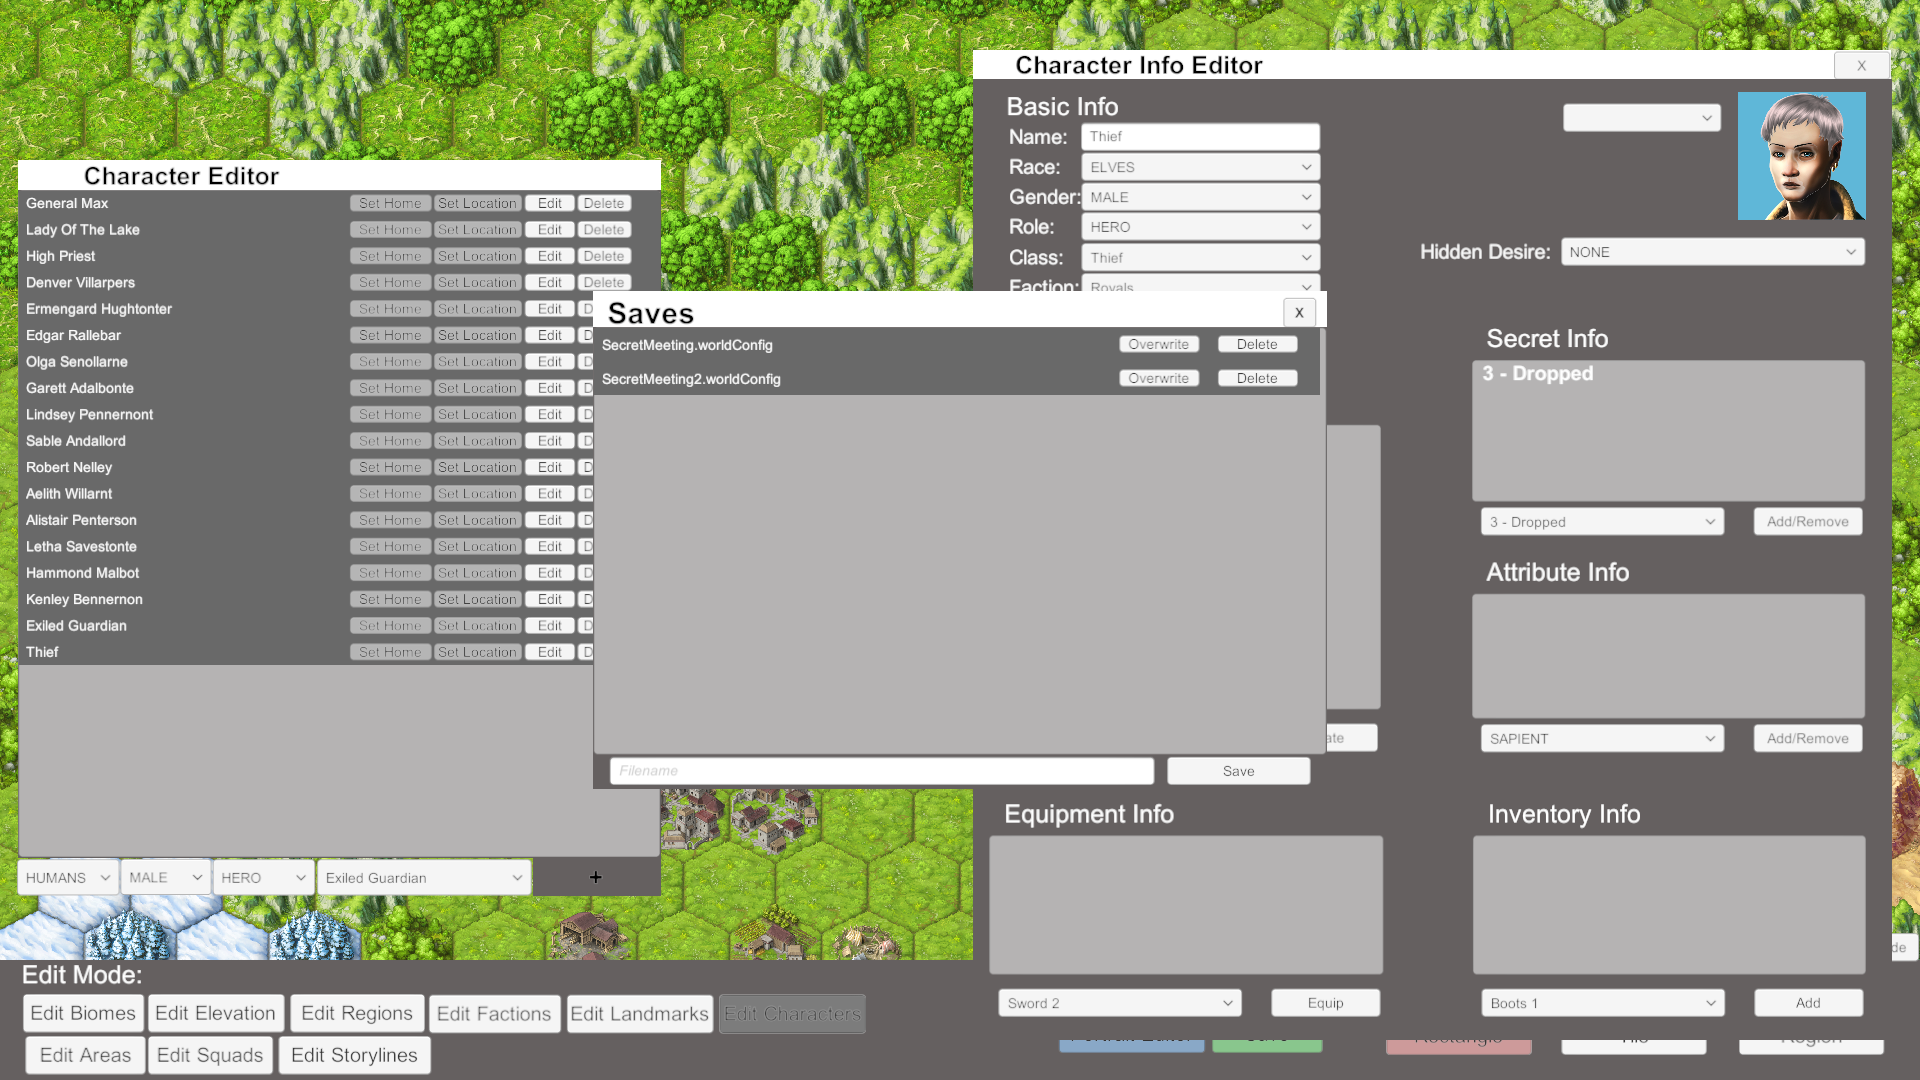 Character Info Editor
X
Basic Info
Name: Thief
Race: ELVES
Gender: MALE
Role: HERO
Class: Thief
Faction: Royals
Hidden Desire: NONE
Character Editor
General Max Set Home Set Location Edit Delete
Lady Of The Lake Set Home Set Location Edit Delete
High Priest Set Home Set Location Edit Delete
Denver Villarpers Set Home Set Location Edit Delete
Ermengard Hughtonter Set Home Set Location Edit D
Edgar Rallebar Set Home Set Location Edit D
Olga Senollarne Set Home Set Location Edit D
Garett Adalbonte Set Home Set Location Edit D
Lindsey Pennernont Set Home Set Location Edit D
Sable Andallord Set Home Set Location Edit D
Robert Nelley Set Home Set Location Edit D
Aelith Willarnt Set Home Set Location Edit D
Alistair Penterson Set Home Set Location Edit D
Letha Savestonte Set Home Set Location Edit D
Hammond Malbot Set Home Set Location Edit D
Kenley Bennernon Set Home Set Location Edit D
Exiled Guardian Set Home Set Location Edit D
Thief Set Home Set Location Edit D
HUMANS MALE HERO Exiled Guardian +
Saves
X
SecretMeeting.worldConfig Overwrite Delete
SecretMeeting2.worldConfig Overwrite Delete
Filename Save
Secret Info
3 - Dropped
3 - Dropped Add/Remove
Attribute Info
SAPIENT Add/Remove
ate
Equipment Info
Sword 2 Equip
Inventory Info
Boots 1 Add
de
Edit Mode:
Edit Biomes Edit Elevation Edit Regions Edit Factions Edit Landmarks Edit Characters
Edit Areas Edit Squads Edit Storylines
Portrait Editor Save Rectangle Region